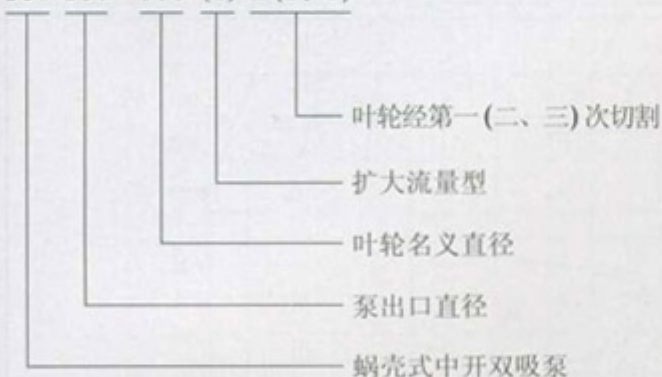 叶轮经第一(二、三)次切割
扩大流量型
叶轮名义直径
泵出口直径
蜗壳式中开双吸泵